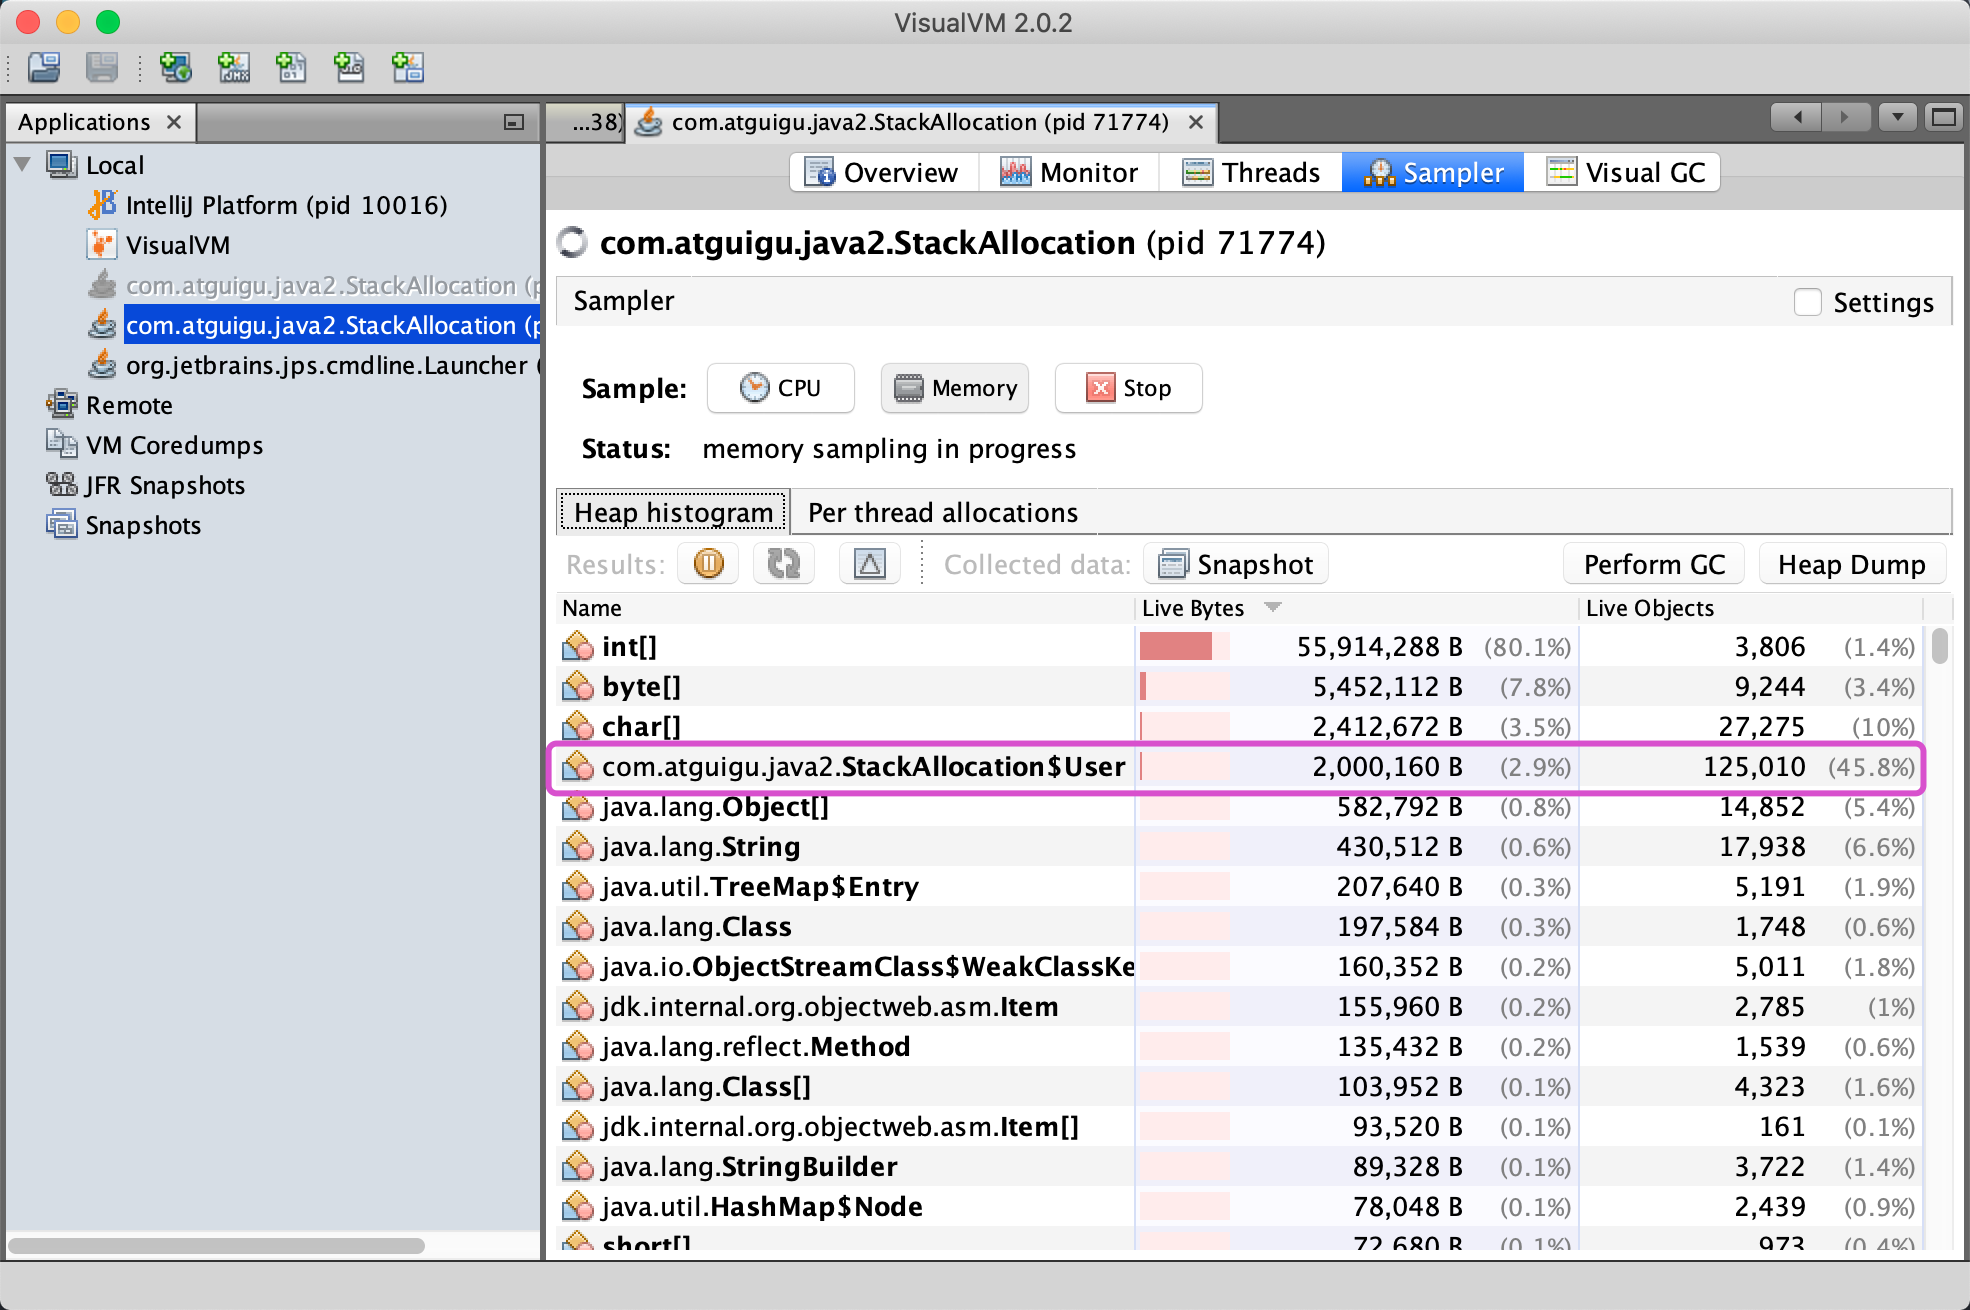 VisualVM 2.0.2
Applications
...38)
com.atguigu.java2.StackAllocation (pid 71774)
Local
IntelliJ Platform (pid 10016)
VisualVM
com.atguigu.java2.StackAllocation (p
com.atguigu.java2.StackAllocation (p
org.jetbrains.jps.cmdline.Launcher (
Remote
VM Coredumps
JFR Snapshots
Snapshots
Overview
Monitor
Threads
Sampler
Visual GC
com.atguigu.java2.StackAllocation (pid 71774)
Sampler
Settings
Sample: CPU Memory Stop
Status: memory sampling in progress
Heap histogram Per thread allocations
Results: Collected data: Snapshot Perform GC Heap Dump
Name Live Bytes Live Objects
int[] 55,914,288 B (80.1%) 3,806 (1.4%)
byte[] 5,452,112 B (7.8%) 9,244 (3.4%)
char[] 2,412,672 B (3.5%) 27,275 (10%)
com.atguigu.java2.StackAllocation$User 2,000,160 B (2.9%) 125,010 (45.8%)
java.lang.Object[] 582,792 B (0.8%) 14,852 (5.4%)
java.lang.String 430,512 B (0.6%) 17,938 (6.6%)
java.util.TreeMap$Entry 207,640 B (0.3%) 5,191 (1.9%)
java.lang.Class 197,584 B (0.3%) 1,748 (0.6%)
java.io.ObjectStreamClass$WeakClassKe 160,352 B (0.2%) 5,011 (1.8%)
jdk.internal.org.objectweb.asm.Item 155,960 B (0.2%) 2,785 (1%)
java.lang.reflect.Method 135,432 B (0.2%) 1,539 (0.6%)
java.lang.Class[] 103,952 B (0.1%) 4,323 (1.6%)
jdk.internal.org.objectweb.asm.Item[] 93,520 B (0.1%) 161 (0.1%)
java.lang.StringBuilder 89,328 B (0.1%) 3,722 (1.4%)
java.util.HashMap$Node 78,048 B (0.1%) 2,439 (0.9%)
short[] 72,680 B (0.1%) 973 (0.4%)